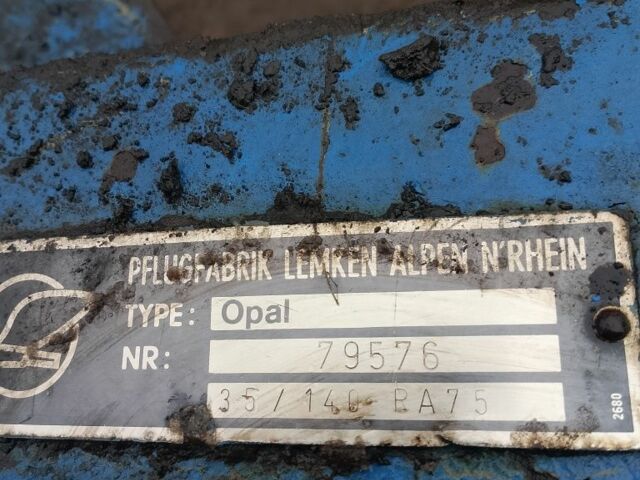 PFLUGFABRIK LEMKEN ALPEN N'RHEIN
TYPE: Opal
NR: 79576
35/140 BA75
2680